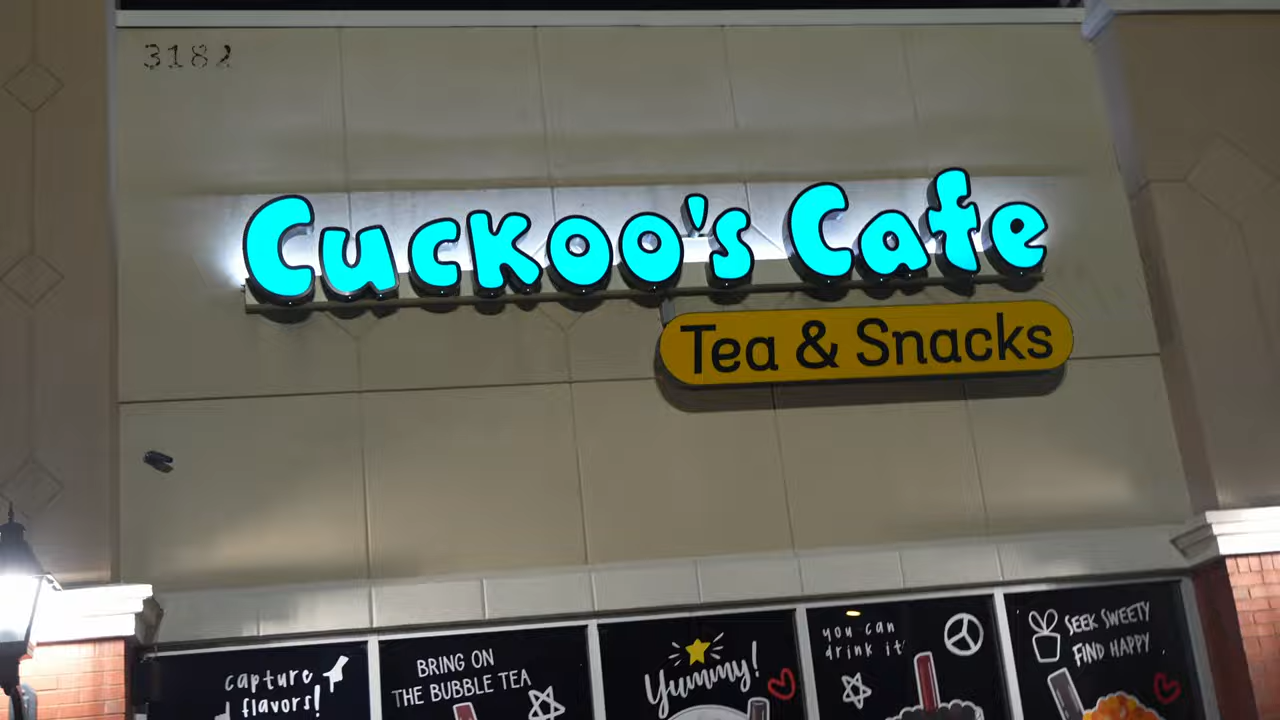 3182
Cuckoo's Cafe
Tea & Snacks
capture
flavors!
BRING ON
THE BUBBLE TEA
Yummy!
you can
drink it
SEEK SWEETY
FIND HAPPY